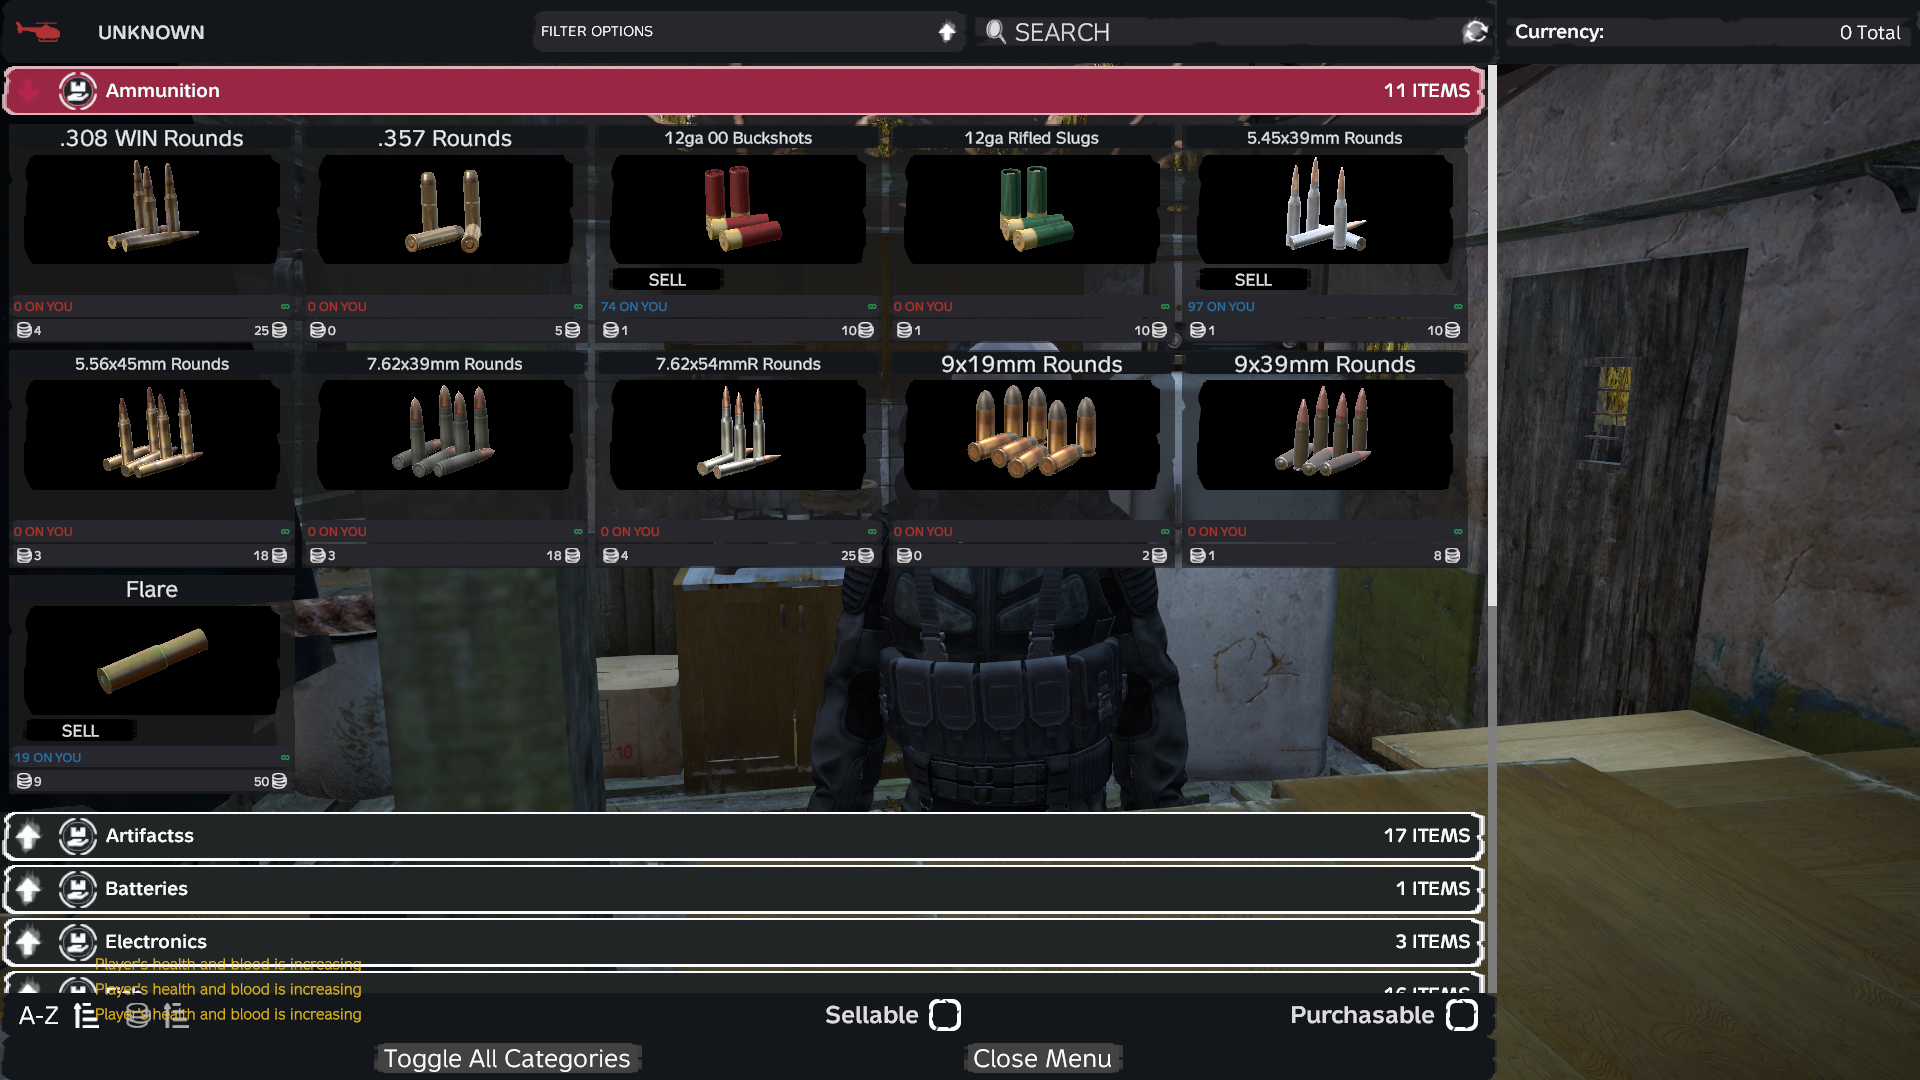 UNKNOWN
FILTER OPTIONS
SEARCH
Currency:
0 Total
Ammunition
11 ITEMS
.308 WIN Rounds
.357 Rounds
12ga 00 Buckshots
12ga Rifled Slugs
5.45x39mm Rounds
SELL
SELL
0 ON YOU ∞
0 ON YOU ∞
74 ON YOU ∞
0 ON YOU ∞
97 ON YOU ∞
4 25
0 5
1 10
1 10
1 10
5.56x45mm Rounds
7.62x39mm Rounds
7.62x54mmR Rounds
9x19mm Rounds
9x39mm Rounds
0 ON YOU ∞
0 ON YOU ∞
0 ON YOU ∞
0 ON YOU ∞
0 ON YOU ∞
3 18
3 18
4 25
0 2
1 8
Flare
SELL
19 ON YOU ∞
9 50
Artifactss
17 ITEMS
Batteries
1 ITEMS
Electronics
3 ITEMS
Player's health and blood is increasing
16 ITEMS
Player's health and blood is increasing
A-Z
Player's health and blood is increasing
Sellable
Purchasable
Toggle All Categories
Close Menu